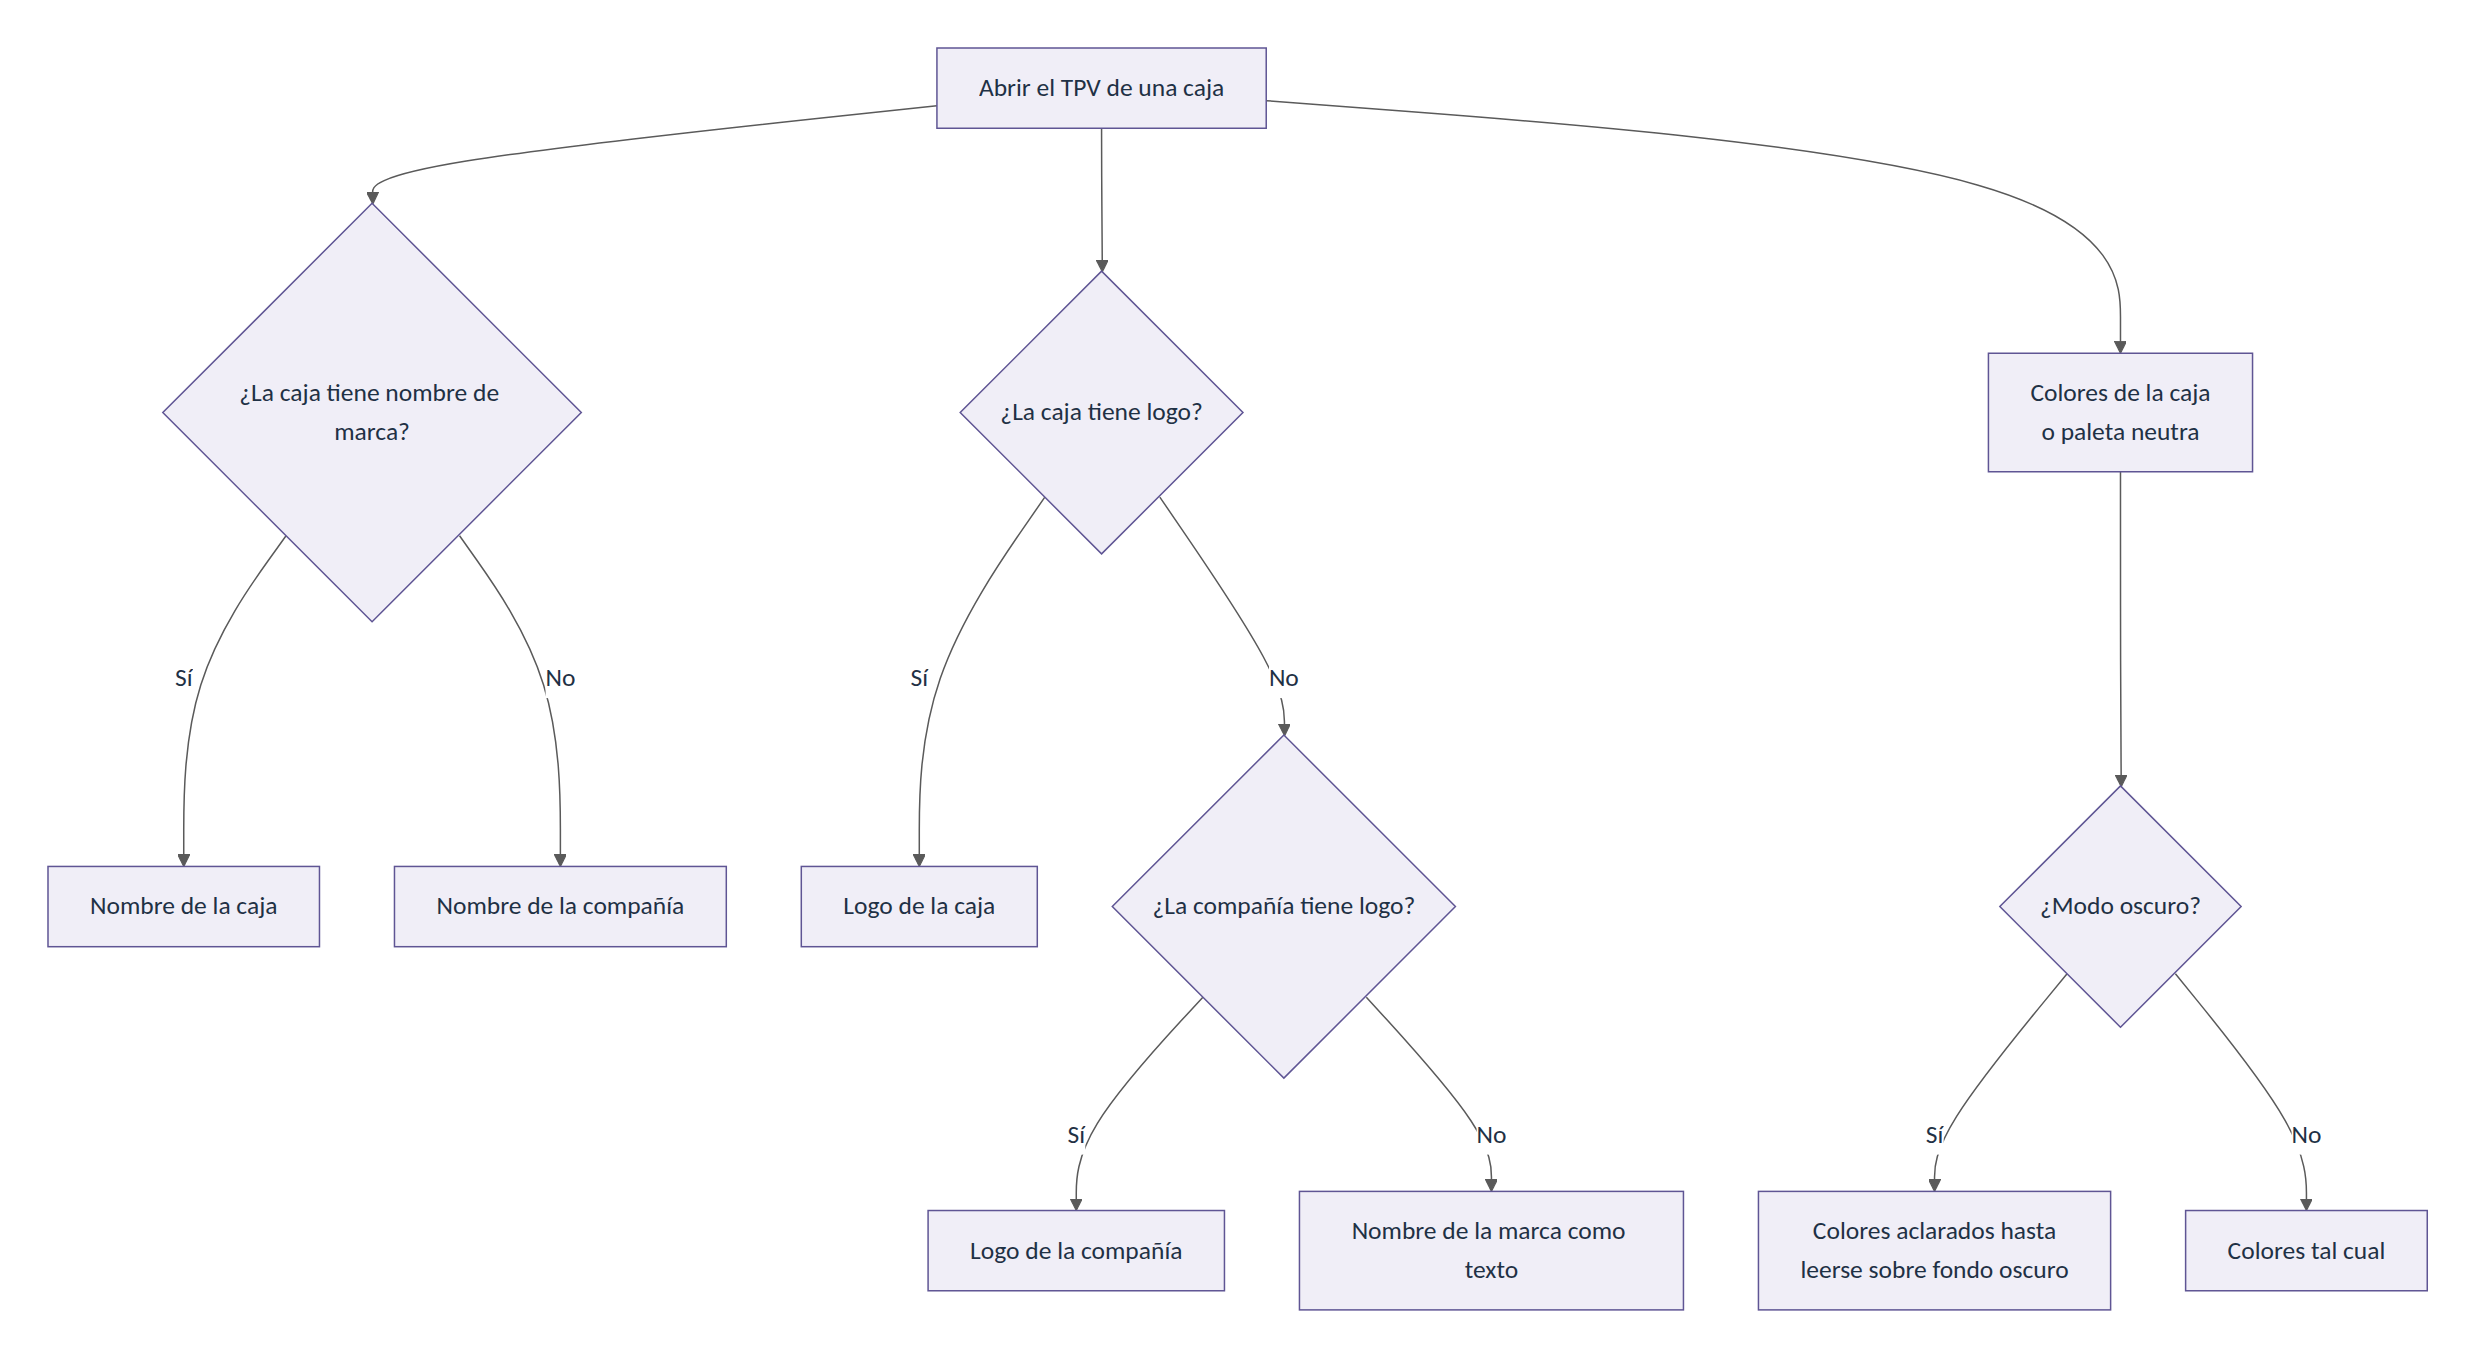 Abrir el TPV de una caja
¿La caja tiene nombre de
marca?
¿La caja tiene logo?
Colores de la caja
o paleta neutra
Sí
No
Sí
No
Nombre de la caja
Nombre de la compañía
Logo de la caja
¿La compañía tiene logo?
¿Modo oscuro?
Sí
No
Sí
No
Logo de la compañía
Nombre de la marca como
texto
Colores aclarados hasta
leerse sobre fondo oscuro
Colores tal cual